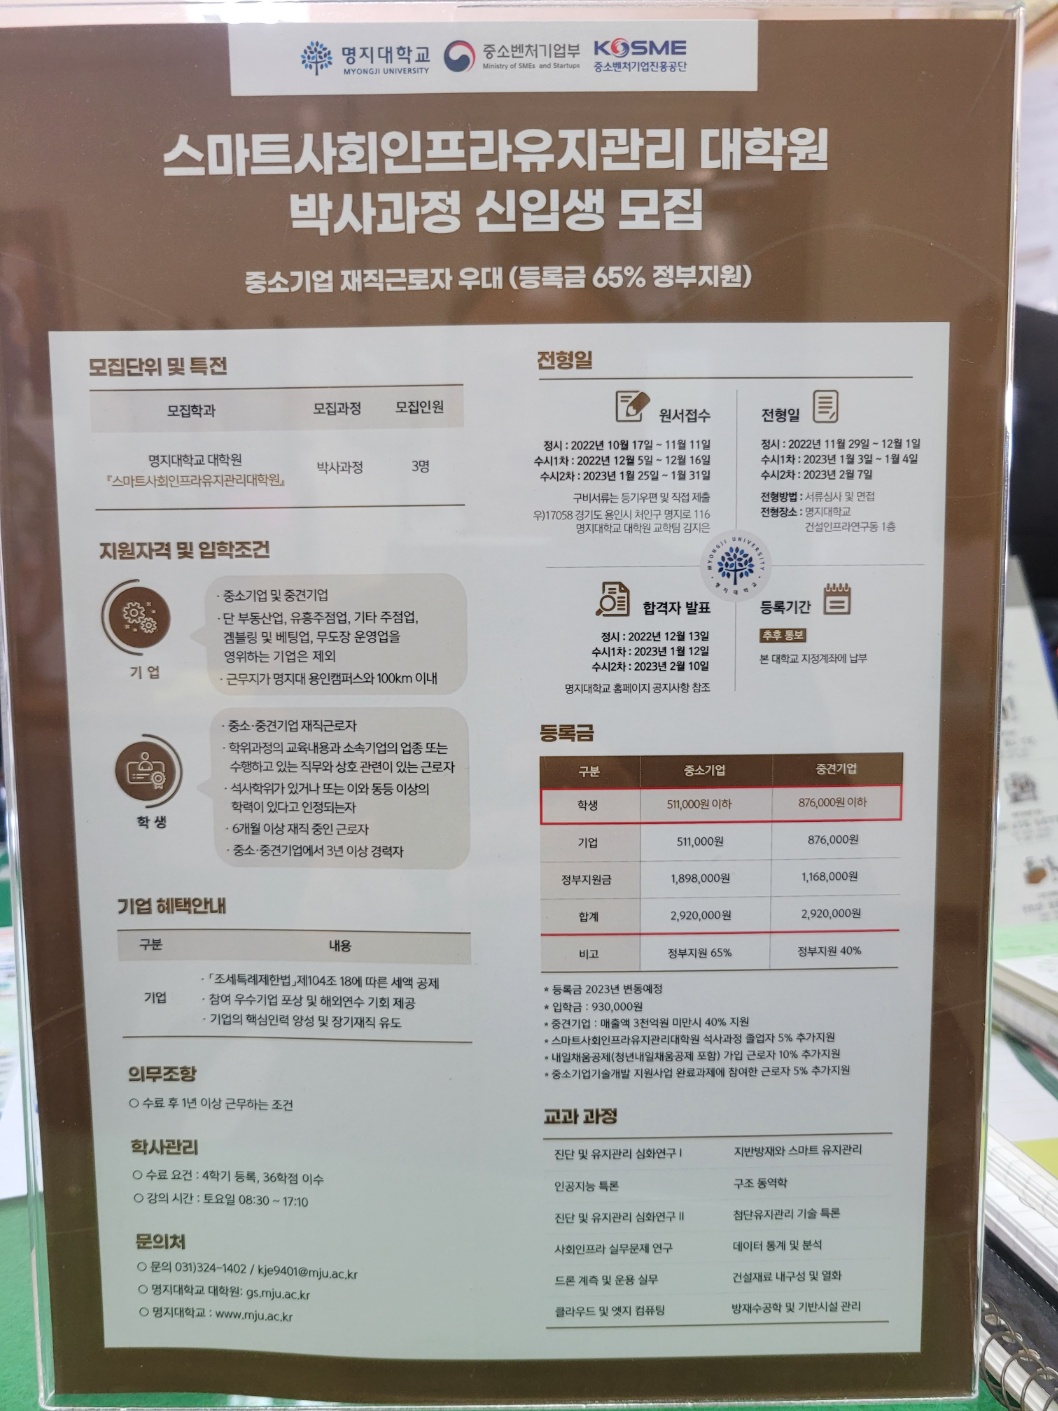 명지대학교
MYONGJI UNIVERSITY
중소벤처기업부
Ministry of SMEs and Startups
KOSME
중소벤처기업진흥공단
스마트사회인프라유지관리 대학원
박사과정 신입생 모집
중소기업 재직근로자 우대 (등록금 65% 정부지원)
모집단위 및 특전
모집학과 모집과정 모집인원
명지대학교 대학원
『스마트사회인프라유지관리대학원』 박사과정 3명
지원자격 및 입학조건
기 업
· 중소기업 및 중견기업
· 단 부동산업, 유흥주점업, 기타 주점업,
겜블링 및 베팅업, 무도장 운영업을
영위하는 기업은 제외
· 근무지가 명지대 용인캠퍼스와 100km 이내
학 생
· 중소·중견기업 재직근로자
· 학위과정의 교육내용과 소속기업의 업종 또는
수행하고 있는 직무와 상호 관련이 있는 근로자
· 석사학위가 있거나 또는 이와 동등 이상의
학력이 있다고 인정되는자
· 6개월 이상 재직 중인 근로자
· 중소·중견기업에서 3년 이상 경력자
기업 혜택안내
구분 내용
기업
· 「조세특례제한법」제104조 18에 따른 세액 공제
· 참여 우수기업 포상 및 해외연수 기회 제공
· 기업의 핵심인력 양성 및 장기재직 유도
의무조항
○ 수료 후 1년 이상 근무하는 조건
학사관리
○ 수료 요건 : 4학기 등록, 36학점 이수
○ 강의 시간 : 토요일 08:30 ~ 17:10
문의처
○ 문의 031)324-1402 / kje9401@mju.ac.kr
○ 명지대학교 대학원: gs.mju.ac.kr
○ 명지대학교 : www.mju.ac.kr
전형일
원서접수
정시 : 2022년 10월 17일 ~ 11월 11일
수시1차 : 2022년 12월 5일 ~ 12월 16일
수시2차 : 2023년 1월 25일 ~ 1월 31일
구비서류는 등기우편 및 직접 제출
우)17058 경기도 용인시 처인구 명지로 116
명지대학교 대학원 교학팀 김지은
전형일
정시 : 2022년 11월 29일 ~ 12월 1일
수시1차 : 2023년 1월 3일 ~ 1월 4일
수시2차 : 2023년 2월 7일
전형방법 : 서류심사 및 면접
전형장소 : 명지대학교
건설인프라연구동 1층
MYONGJI UNIVERSITY
명지대학교
합격자 발표
정시 : 2022년 12월 13일
수시1차 : 2023년 1월 12일
수시2차 : 2023년 2월 10일
명지대학교 홈페이지 공지사항 참조
등록기간
추후 통보
본 대학교 지정계좌에 납부
등록금
구분 중소기업 중견기업
학생 511,000원 이하 876,000원 이하
기업 511,000원 876,000원
정부지원금 1,898,000원 1,168,000원
합계 2,920,000원 2,920,000원
비고 정부지원 65% 정부지원 40%
* 등록금 2023년 변동예정
* 입학금 : 930,000원
* 중견기업 : 매출액 3천억원 미만시 40% 지원
* 스마트사회인프라유지관리대학원 석사과정 졸업자 5% 추가지원
* 내일채움공제(청년내일채움공제 포함) 가입 근로자 10% 추가지원
* 중소기업기술개발 지원사업 완료과제에 참여한 근로자 5% 추가지원
교과 과정
진단 및 유지관리 심화연구 I 지반방재와 스마트 유지관리
인공지능 특론 구조 동역학
진단 및 유지관리 심화연구 II 첨단유지관리 기술 특론
사회인프라 실무문제 연구 데이터 통계 및 분석
드론 계측 및 운용 실무 건설재료 내구성 및 열화
클라우드 및 엣지 컴퓨팅 방재수공학 및 기반시설 관리